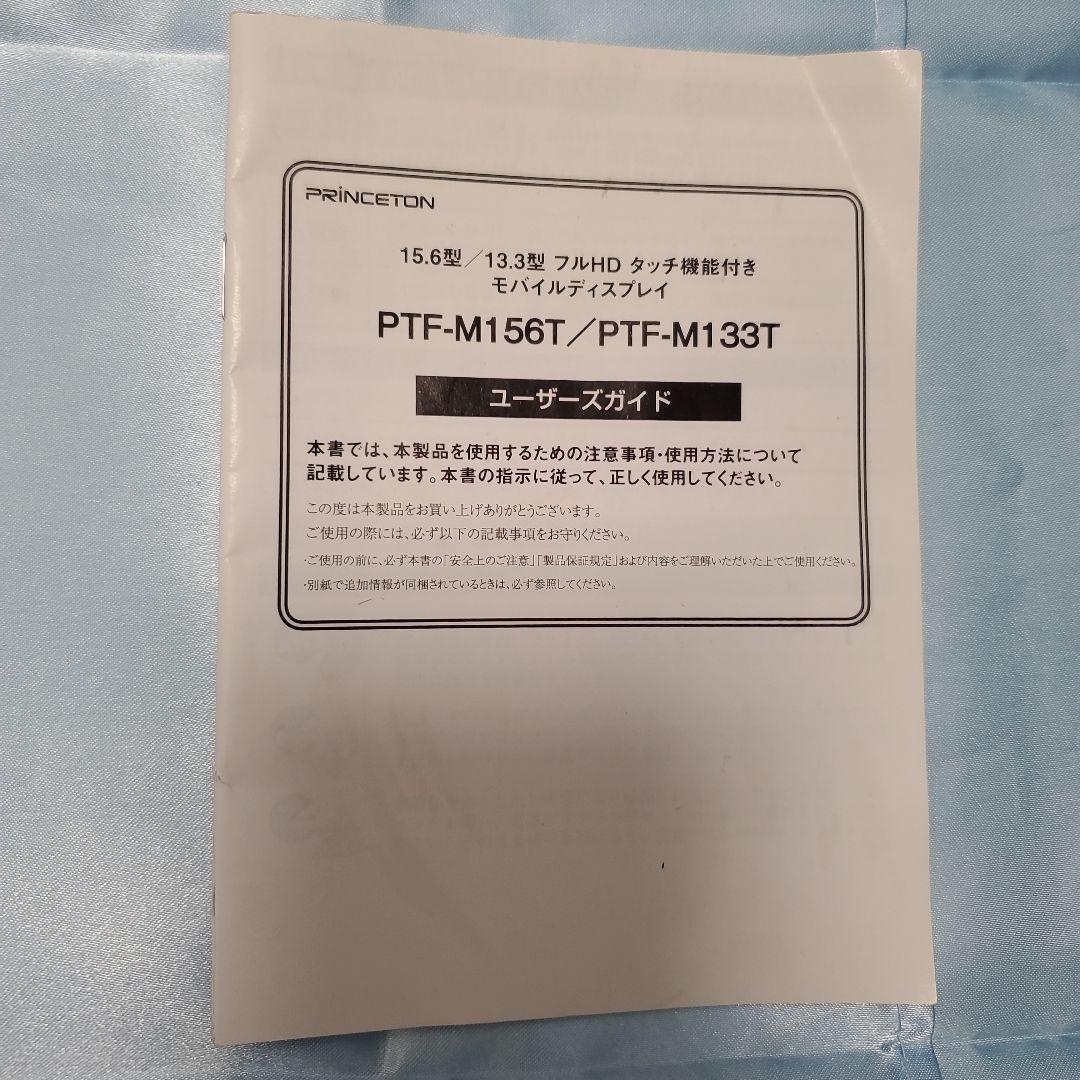 PRINCETON
15.6型／13.3型 フルHD タッチ機能付き
モバイルディスプレイ
PTF-M156T／PTF-M133T
ユーザーズガイド
本書では、本製品を使用するための注意事項・使用方法について
記載しています。本書の指示に従って、正しく使用してください。
この度は本製品をお買い上げありがとうございます。
ご使用の際には、必ず以下の記載事項をお守りください。
・ご使用の前に、必ず本書の「安全上のご注意」「製品保証規定」および内容をご理解いただいた上でご使用ください。
・別紙で追加情報が同梱されているときは、必ず参照してください。